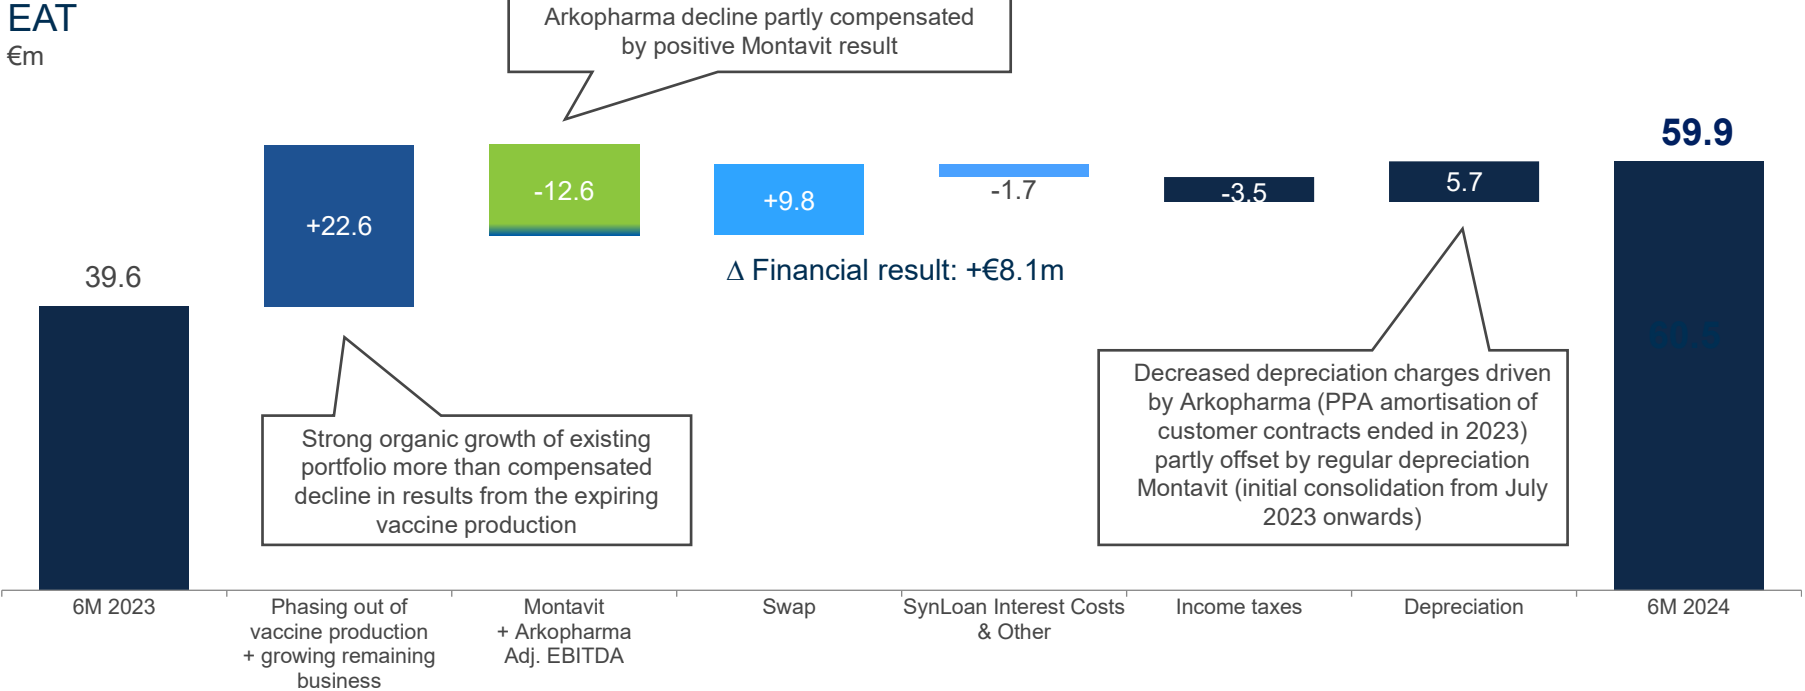 EAT
€m
Arkopharma decline partly compensated
by positive Montavit result
39.6
+22.6
-12.6
+9.8
-1.7
-3.5
5.7
59.9
60.5
Δ Financial result: +€8.1m
Strong organic growth of existing
portfolio more than compensated
decline in results from the expiring
vaccine production
Decreased depreciation charges driven
by Arkopharma (PPA amortisation of
customer contracts ended in 2023)
partly offset by regular depreciation
Montavit (initial consolidation from July
2023 onwards)
6M 2023
Phasing out of
vaccine production
+ growing remaining
business
Montavit
+ Arkopharma
Adj. EBITDA
Swap
SynLoan Interest Costs
& Other
Income taxes
Depreciation
6M 2024